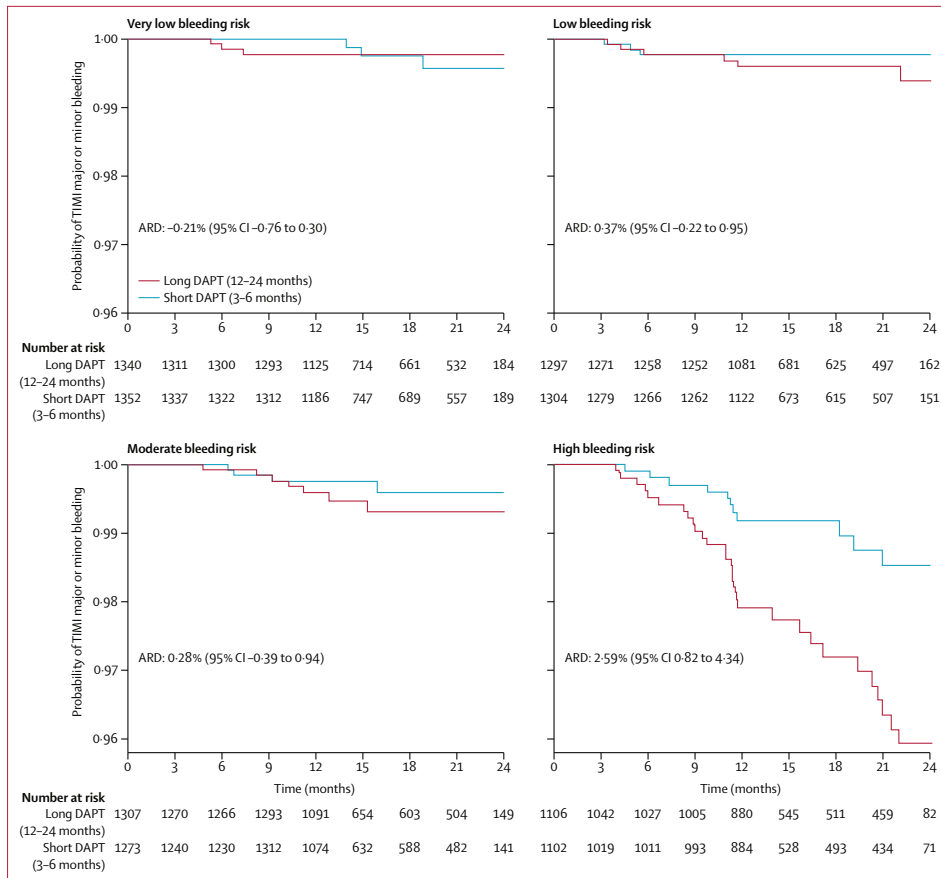 Very low bleeding risk
Low bleeding risk
1·00
0·99
0·98
0·97
0·96
Probability of TIMI major or minor bleeding
ARD: –0·21% (95% CI –0·76 to 0·30)
Long DAPT (12–24 months)
Short DAPT (3–6 months)
ARD: 0·37% (95% CI –0·22 to 0·95)
0 3 6 9 12 15 18 21 24
0 3 6 9 12 15 18 21 24
Number at risk
Long DAPT 1340 1311 1300 1293 1125 714 661 532 184 1297 1271 1258 1252 1081 681 625 497 162
(12–24 months)
Short DAPT 1352 1337 1322 1312 1186 747 689 557 189 1304 1279 1266 1262 1122 673 615 507 151
(3–6 months)
Moderate bleeding risk
High bleeding risk
1·00
0·99
0·98
0·97
0·96
Probability of TIMI major or minor bleeding
ARD: 0·28% (95% CI –0·39 to 0·94)
ARD: 2·59% (95% CI 0·82 to 4·34)
0 3 6 9 12 15 18 21 24
0 3 6 9 12 15 18 21 24
Time (months)
Time (months)
Number at risk
Long DAPT 1307 1270 1266 1293 1091 654 603 504 149 1106 1042 1027 1005 880 545 511 459 82
(12–24 months)
Short DAPT 1273 1240 1230 1312 1074 632 588 482 141 1102 1019 1011 993 884 528 493 434 71
(3–6 months)